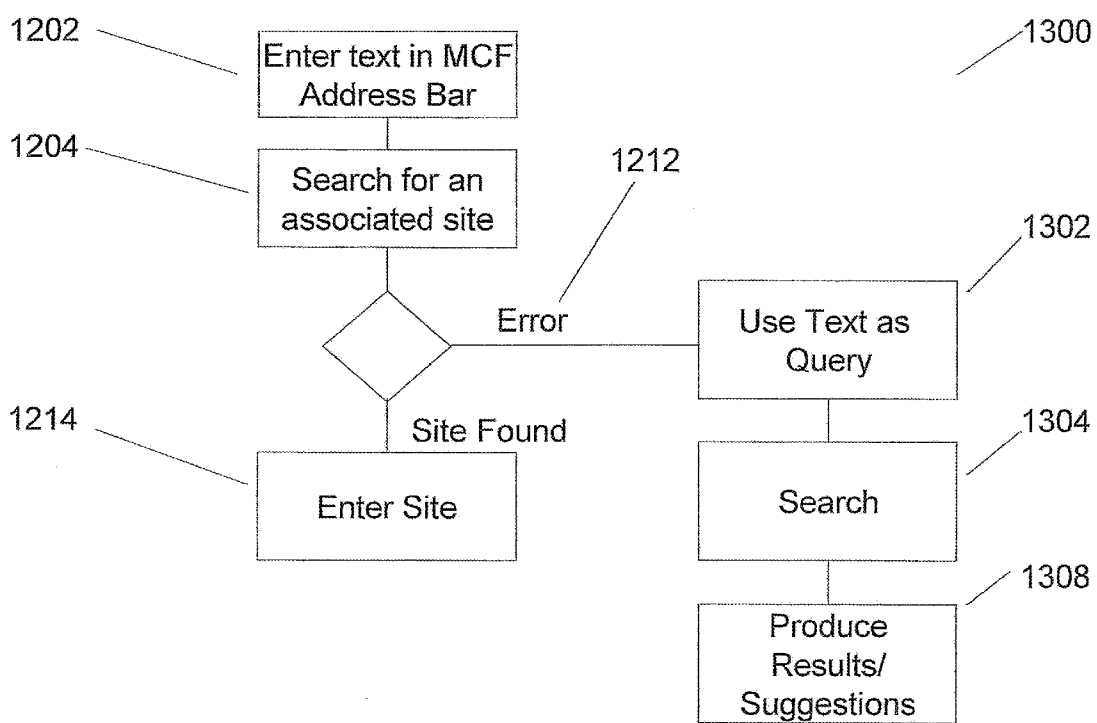 1202
Enter text in MCF
Address Bar
1300
1204
Search for an
associated site
1212
1302
Error
Use Text as
Query
1214
Site Found
1304
Enter Site
Search
1308
Produce
Results/
Suggestions